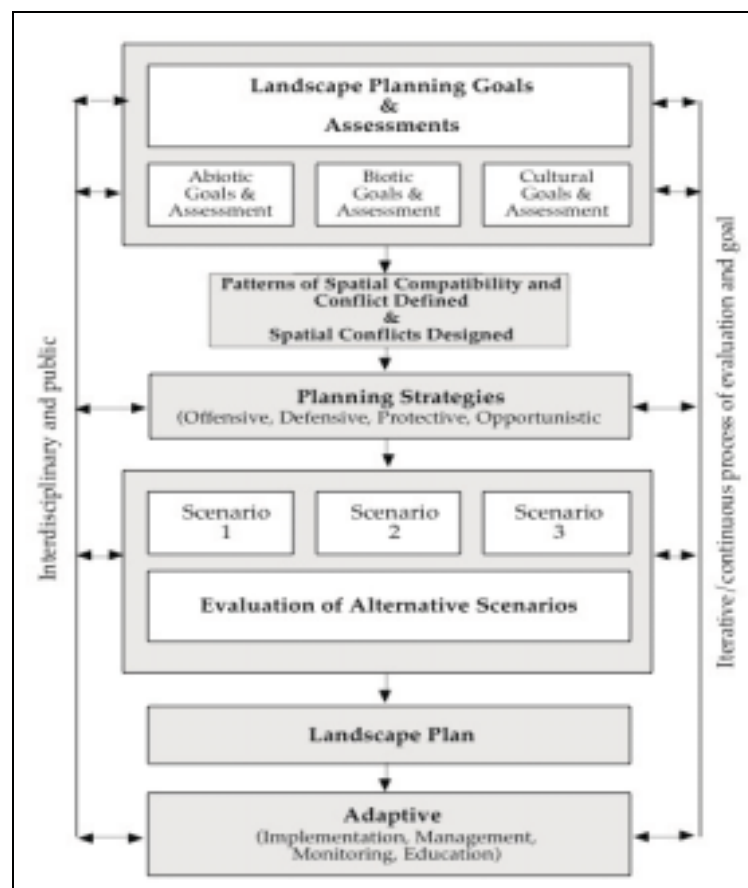 Landscape Planning Goals
&
Assessments
Abiotic
Goals &
Assessment
Biotic
Goals &
Assessment
Cultural
Goals &
Assessment
Patterns of Spatial Compatibility and
Conflict Defined
&
Spatial Conflicts Designed
Planning Strategies
(Offensive, Defensive, Protective, Opportunistic
Scenario
1
Scenario
2
Scenario
3
Evaluation of Alternative Scenarios
Landscape Plan
Adaptive
(Implementation, Management,
Monitoring, Education)
Interdisciplinary and public
Iterative/continuous process of evaluation and goal